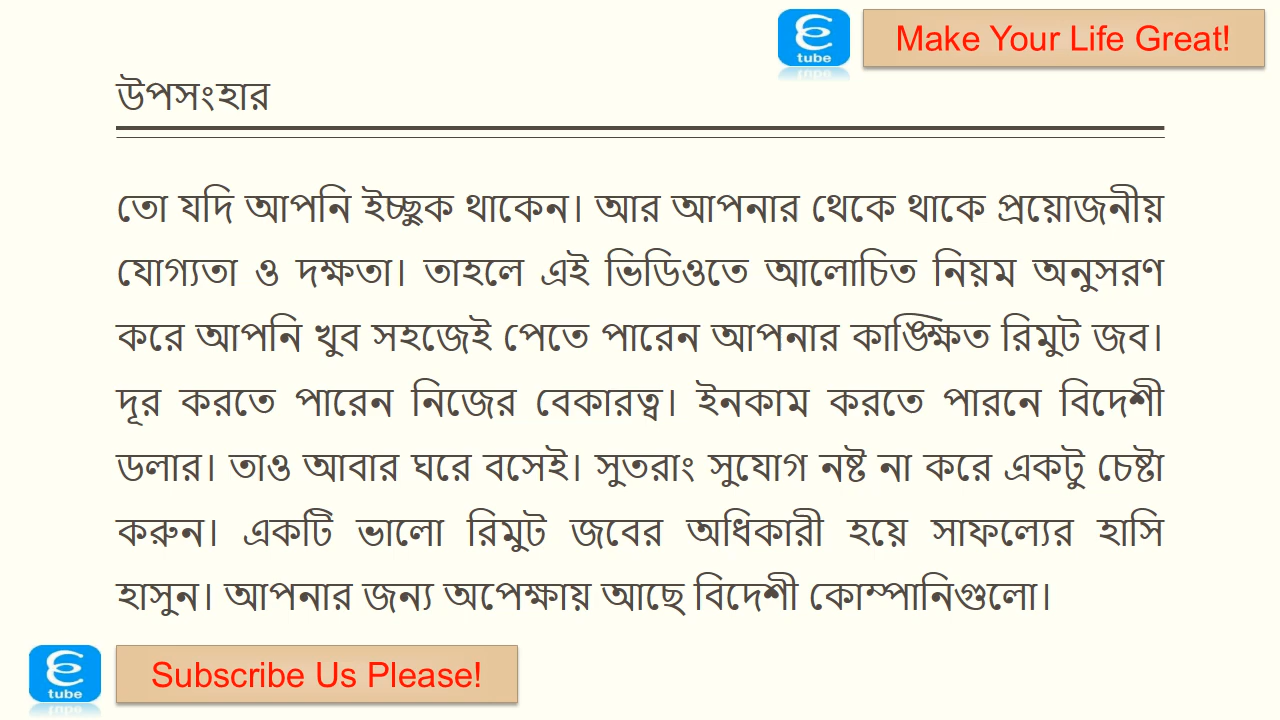 Make Your Life Great!
tube
উপসংহার
তো যদি আপনি ইচ্ছুক থাকেন। আর আপনার থেকে থাকে প্রয়োজনীয়
যোগ্যতা ও দক্ষতা। তাহলে এই ভিডিওতে আলোচিত নিয়ম অনুসরণ
করে আপনি খুব সহজেই পেতে পারেন আপনার কাঙ্ক্ষিত রিমুট জব।
দূর করতে পারেন নিজের বেকারত্ব। ইনকাম করতে পারনে বিদেশী
ডলার। তাও আবার ঘরে বসেই। সুতরাং সুযোগ নষ্ট না করে একটু চেষ্টা
করুন। একটি ভালো রিমুট জবের অধিকারী হয়ে সাফল্যের হাসি
হাসুন। আপনার জন্য অপেক্ষায় আছে বিদেশী কোম্পানিগুলো।
Subscribe Us Please!
tube